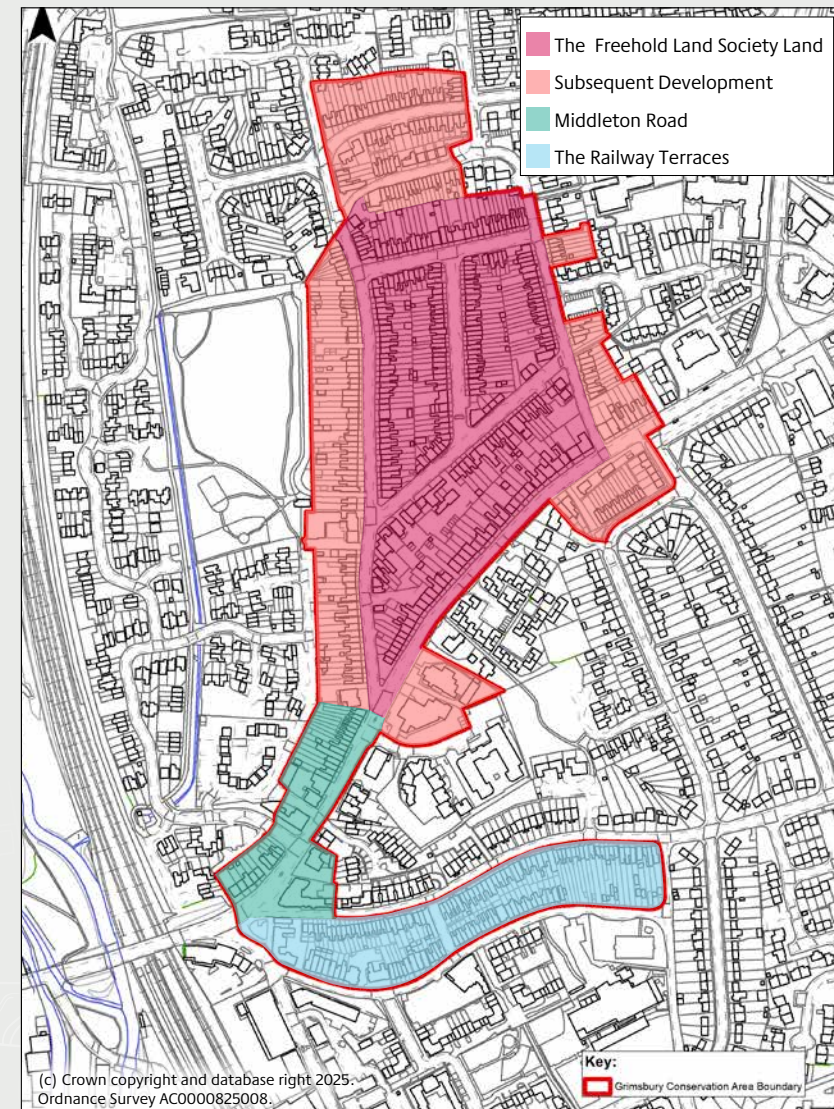 The Freehold Land Society Land
Subsequent Development
Middleton Road
The Railway Terraces
(c) Crown copyright and database right 2025.
Ordnance Survey AC0000825008.
Key:
Grimsbury Conservation Area Boundary